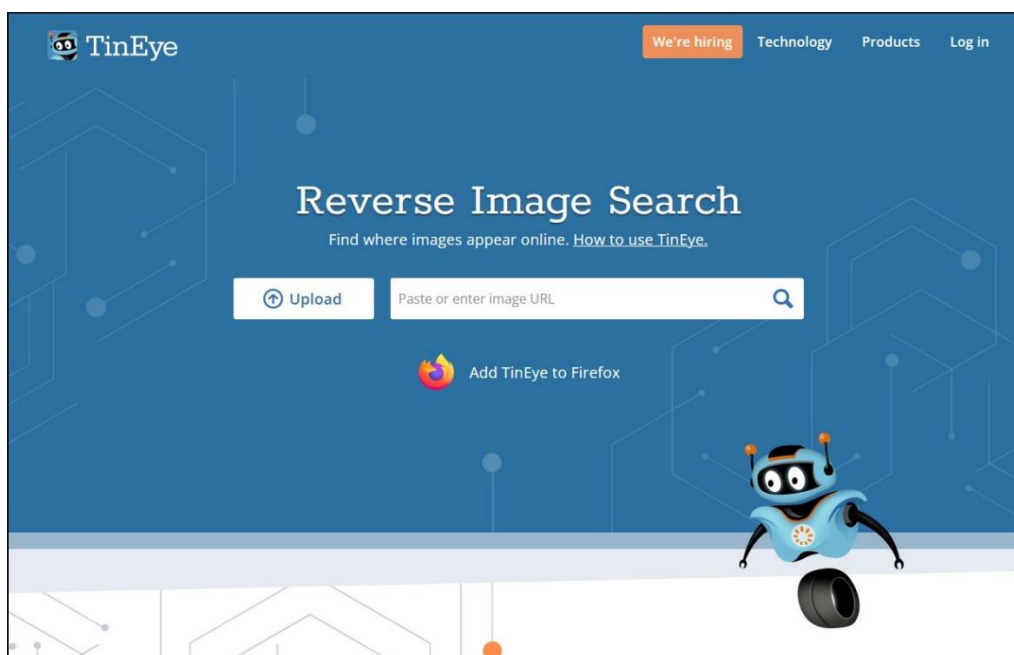 TinEye
We're hiring Technology Products Log in
Reverse Image Search
Find where images appear online. How to use TinEye.
Upload Paste or enter image URL
Add TinEye to Firefox